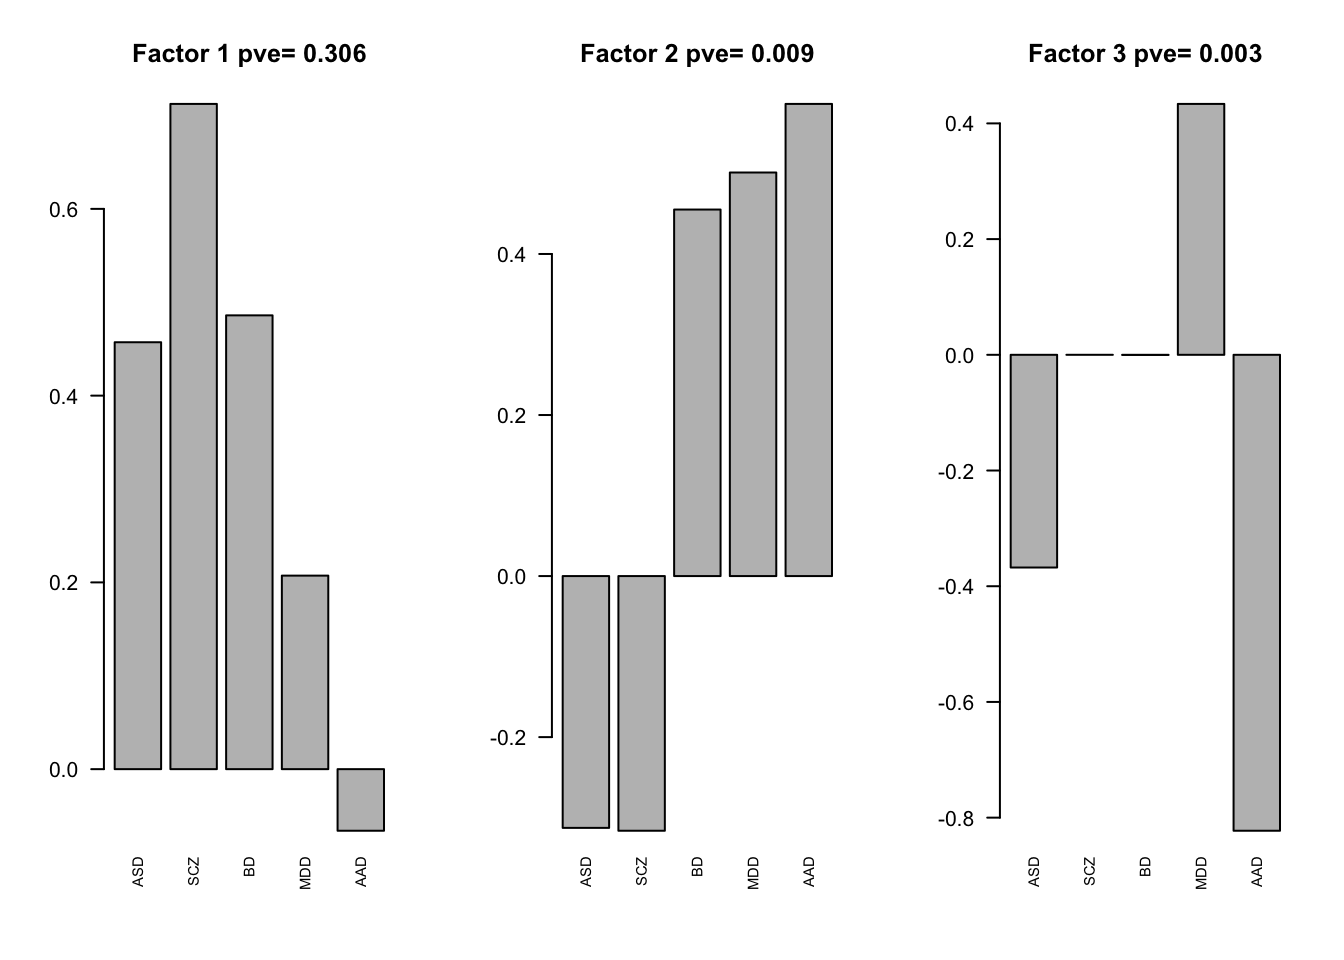 Factor 1 pve= 0.306
0.6
0.4
0.2
0.0
ASD
SCZ
BD
MDD
AAD
Factor 2 pve= 0.009
0.4
0.2
0.0
-0.2
ASD
SCZ
BD
MDD
AAD
Factor 3 pve= 0.003
0.4
0.2
0.0
-0.2
-0.4
-0.6
-0.8
ASD
SCZ
BD
MDD
AAD